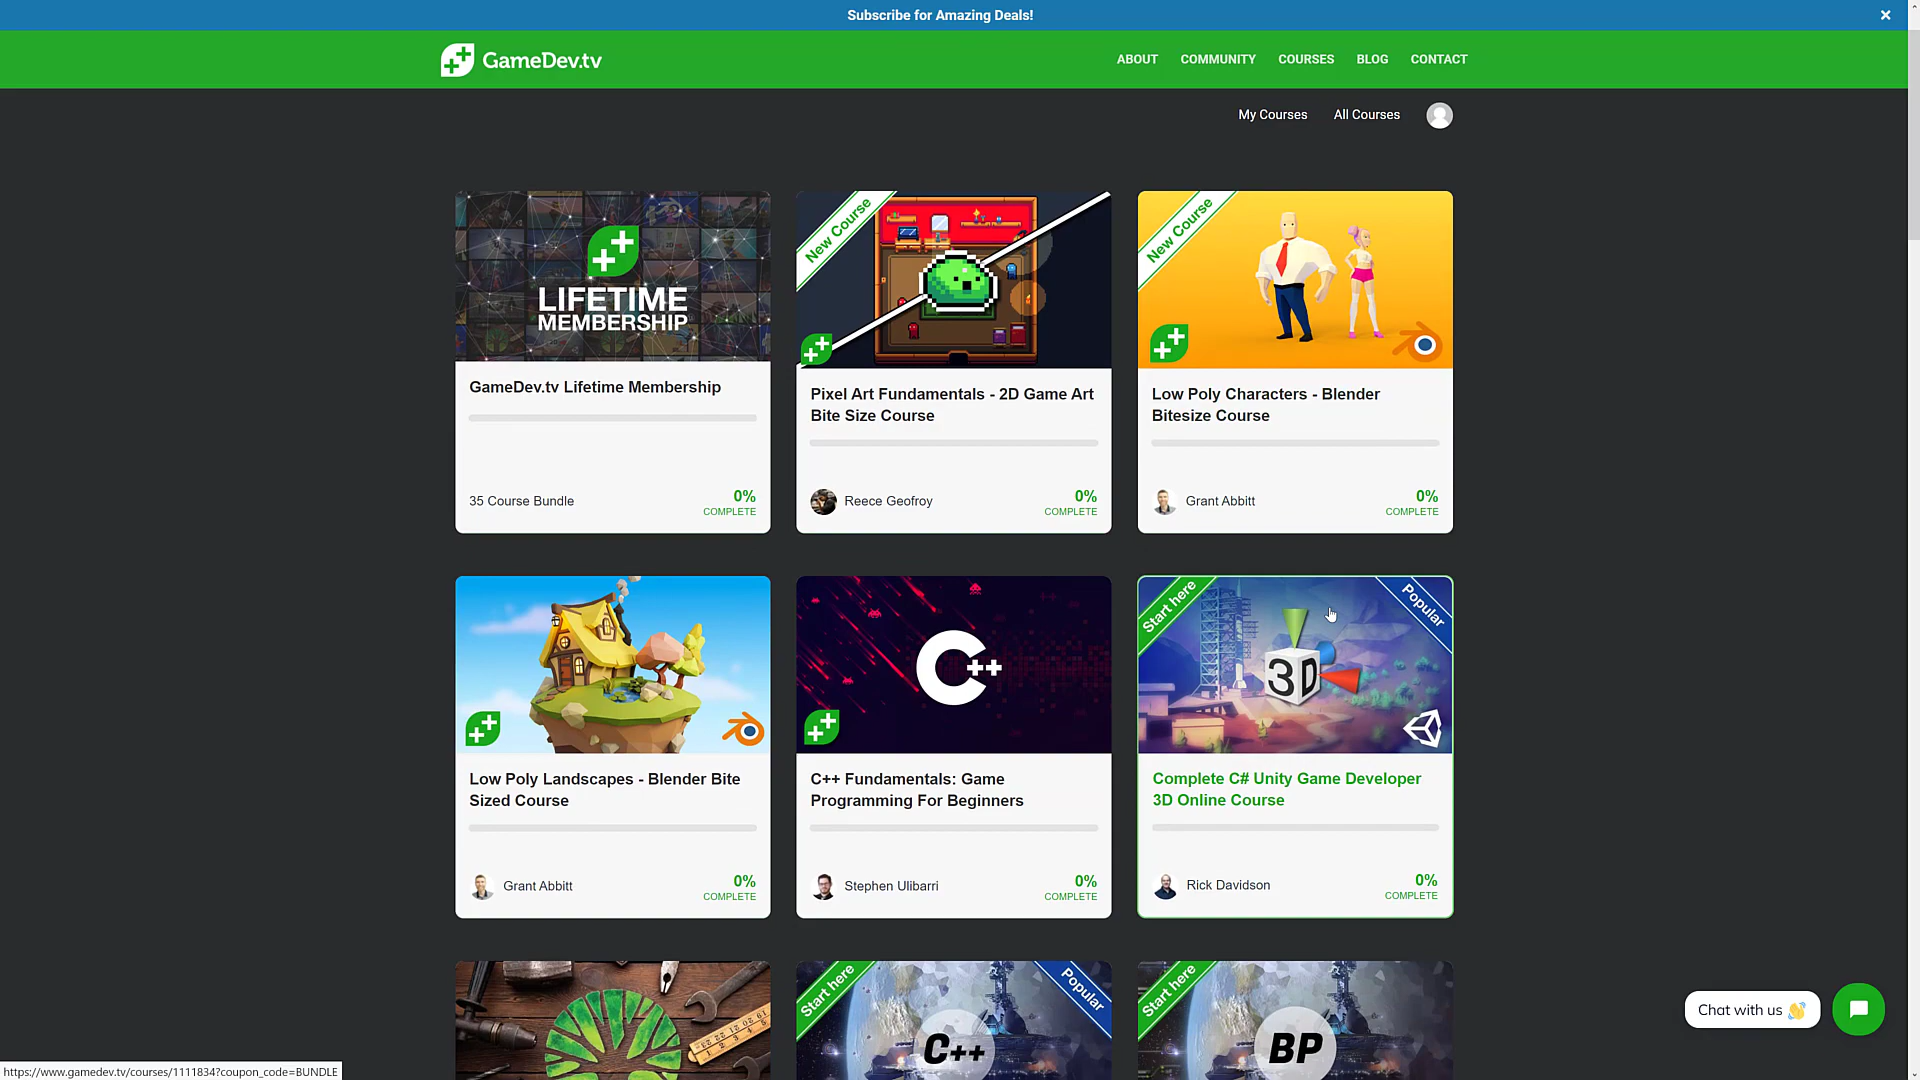 Subscribe for Amazing Deals!
×
GameDev.tv
ABOUT COMMUNITY COURSES BLOG CONTACT
My Courses All Courses
LIFETIME
MEMBERSHIP
GameDev.tv Lifetime Membership
35 Course Bundle
0%
COMPLETE
New Course
Pixel Art Fundamentals - 2D Game Art
Bite Size Course
Reece Geofroy
0%
COMPLETE
New Course
Low Poly Characters - Blender
Bitesize Course
Grant Abbitt
0%
COMPLETE
Low Poly Landscapes - Blender Bite
Sized Course
Grant Abbitt
0%
COMPLETE
C++
C++ Fundamentals: Game
Programming For Beginners
Stephen Ulibarri
0%
COMPLETE
Start here
Popular
3D
Complete C# Unity Game Developer
3D Online Course
Rick Davidson
0%
COMPLETE
Start here
Popular
C++
Start here
BP
Chat with us 👋
https://www.gamedev.tv/courses/1111834?coupon_code=BUNDLE